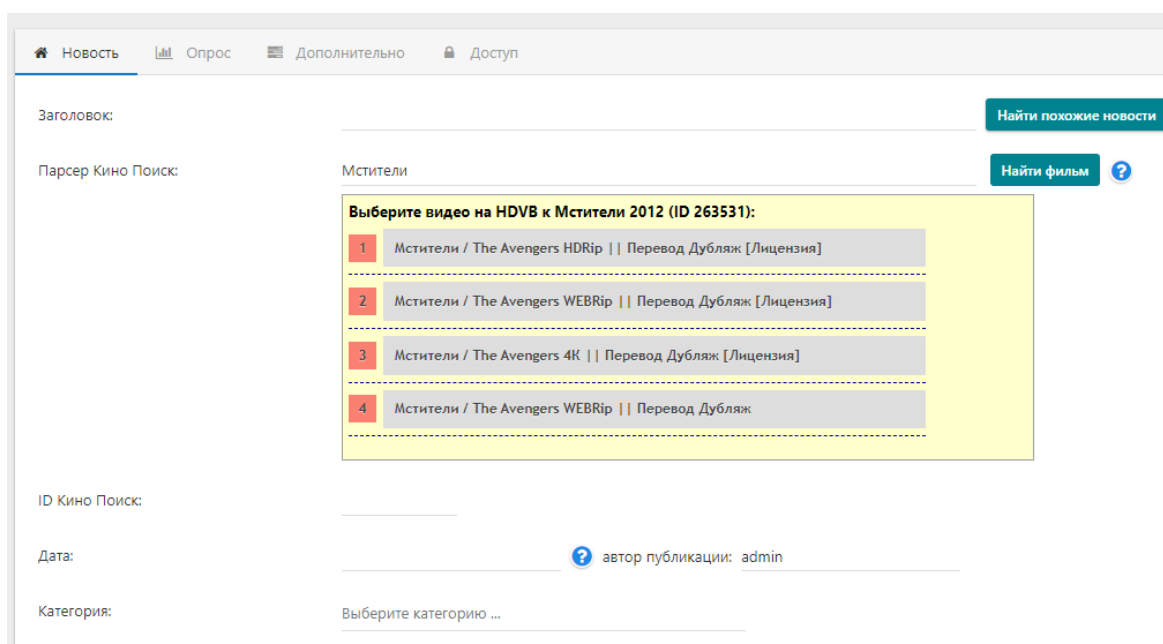 Новость Опрос Дополнительно Доступ
Заголовок: Найти похожие новости
Парсер Кино Поиск: Мстители Найти фильм ?
Выберите видео на HDVB к Мстители 2012 (ID 263531):
1 Мстители / The Avengers HDRip || Перевод Дубляж [Лицензия]
2 Мстители / The Avengers WEBRip || Перевод Дубляж [Лицензия]
3 Мстители / The Avengers 4K || Перевод Дубляж [Лицензия]
4 Мстители / The Avengers WEBRip || Перевод Дубляж
ID Кино Поиск:
Дата: ? автор публикации: admin
Категория: Выберите категорию ...